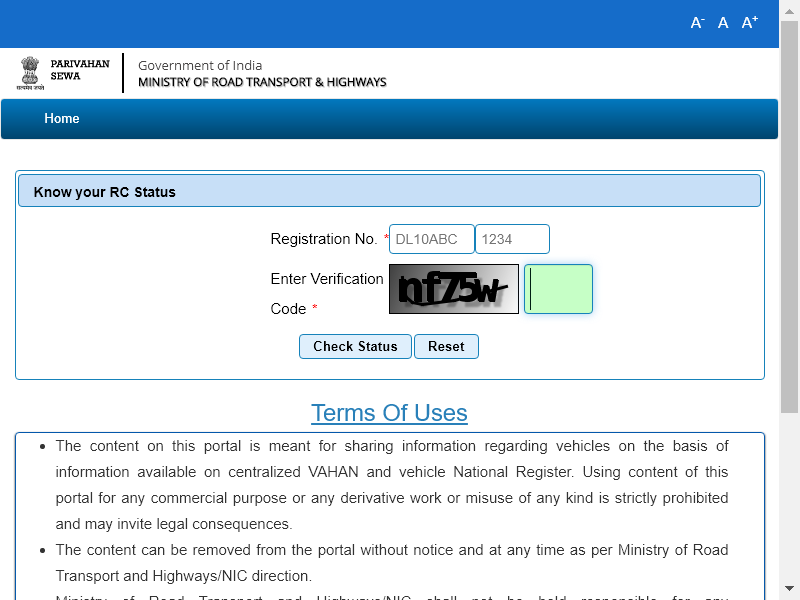 A- A A+
PARIVAHAN
SEWA
सत्यमेव जयते
Government of India
MINISTRY OF ROAD TRANSPORT & HIGHWAYS
Home
Know your RC Status
Registration No. * DL10ABC 1234
Enter Verification
Code *
nf75w
Check Status Reset
Terms Of Uses
• The content on this portal is meant for sharing information regarding vehicles on the basis of
information available on centralized VAHAN and vehicle National Register. Using content of this
portal for any commercial purpose or any derivative work or misuse of any kind is strictly prohibited
and may invite legal consequences.
• The content can be removed from the portal without notice and at any time as per Ministry of Road
Transport and Highways/NIC direction.
Ministry of Road Transport and Highways/NIC shall not be held responsible for any